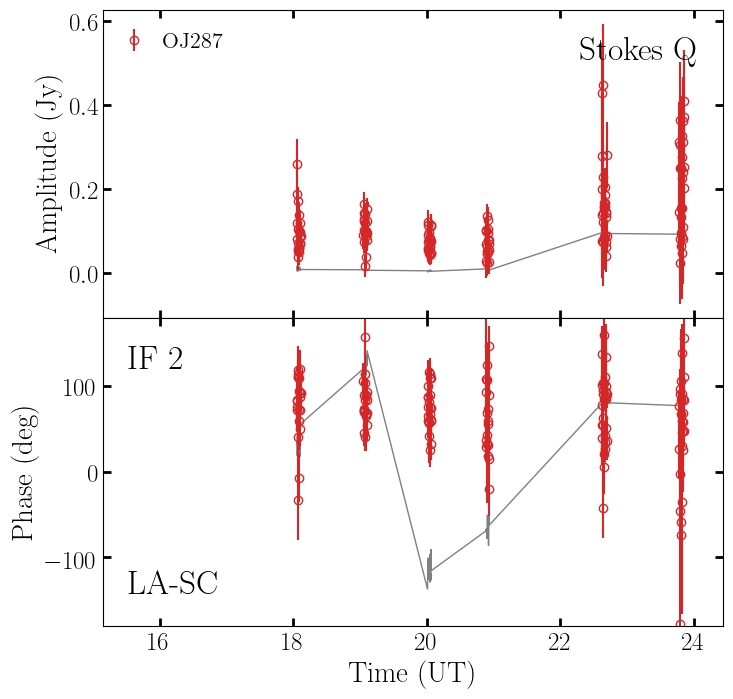 OJ287
Stokes Q
0.6
0.4
0.2
0.0
Amplitude (Jy)
IF 2
LA-SC
100
0
−100
Phase (deg)
16 18 20 22 24
Time (UT)